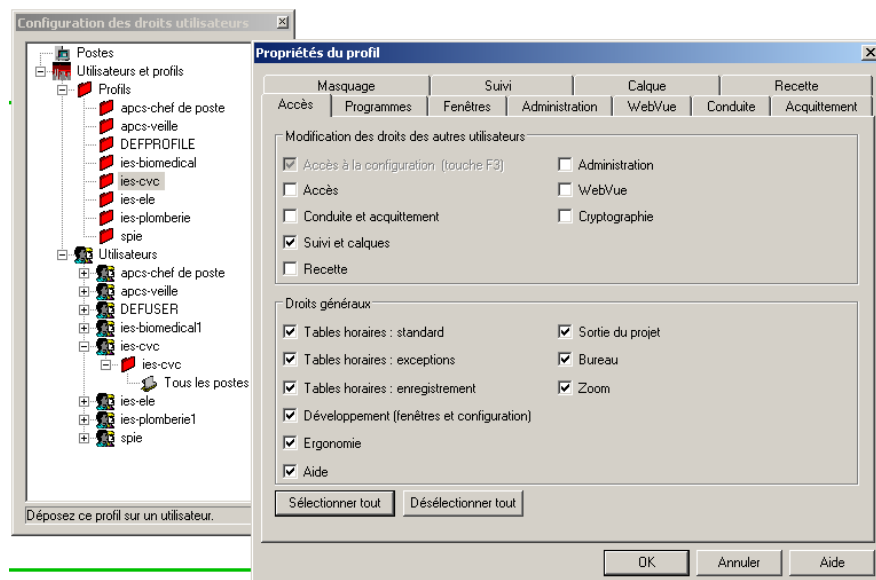 Configuration des droits utilisateurs
Postes
Utilisateurs et profils
Profils
apcs-chef de poste
apcs-veille
DEFPROFILE
ies-biomedical
ies-cvc
ies-ele
ies-plomberie
spie
Utilisateurs
apcs-chef de poste
apcs-veille
DEFUSER
ies-biomedical1
ies-cvc
ies-cvc
Tous les postes
ies-ele
ies-plomberie1
spie
Déposez ce profil sur un utilisateur.
Propriétés du profil
Masquage Suivi Calque Recette
Accès Programmes Fenêtres Administration WebVue Conduite Acquittement
Modification des droits des autres utilisateurs
Accès à la configuration (touche F3) Administration
Accès WebVue
Conduite et acquittement Cryptographie
Suivi et calques
Recette
Droits généraux
Tables horaires : standard Sortie du projet
Tables horaires : exceptions Bureau
Tables horaires : enregistrement Zoom
Développement (fenêtres et configuration)
Ergonomie
Aide
Sélectionner tout Désélectionner tout
OK Annuler Aide